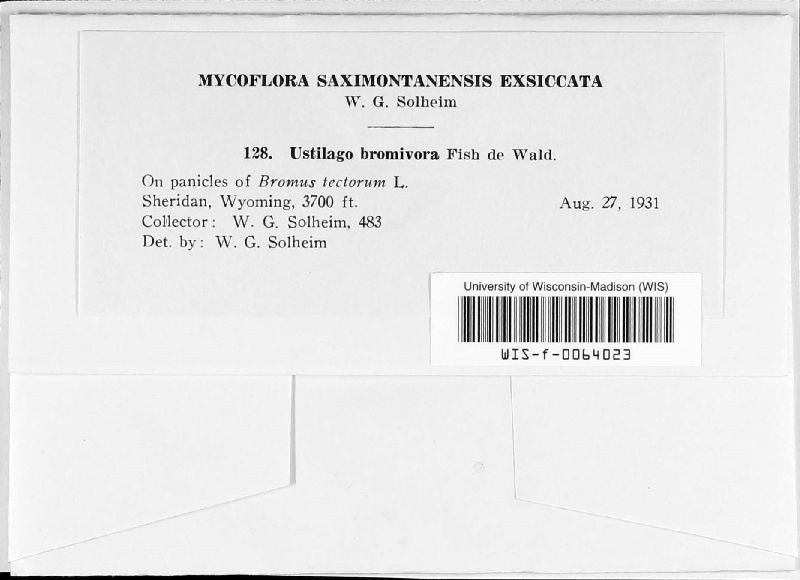 MYCOFLORA SAXIMONTANENSIS EXSICCATA
W. G. Solheim
128. Ustilago bromivora Fish de Wald.
On panicles of Bromus tectorum L.
Sheridan, Wyoming, 3700 ft. Aug. 27, 1931
Collector: W. G. Solheim, 483
Det. by: W. G. Solheim
University of Wisconsin-Madison (WIS)
WIS-f-0064023